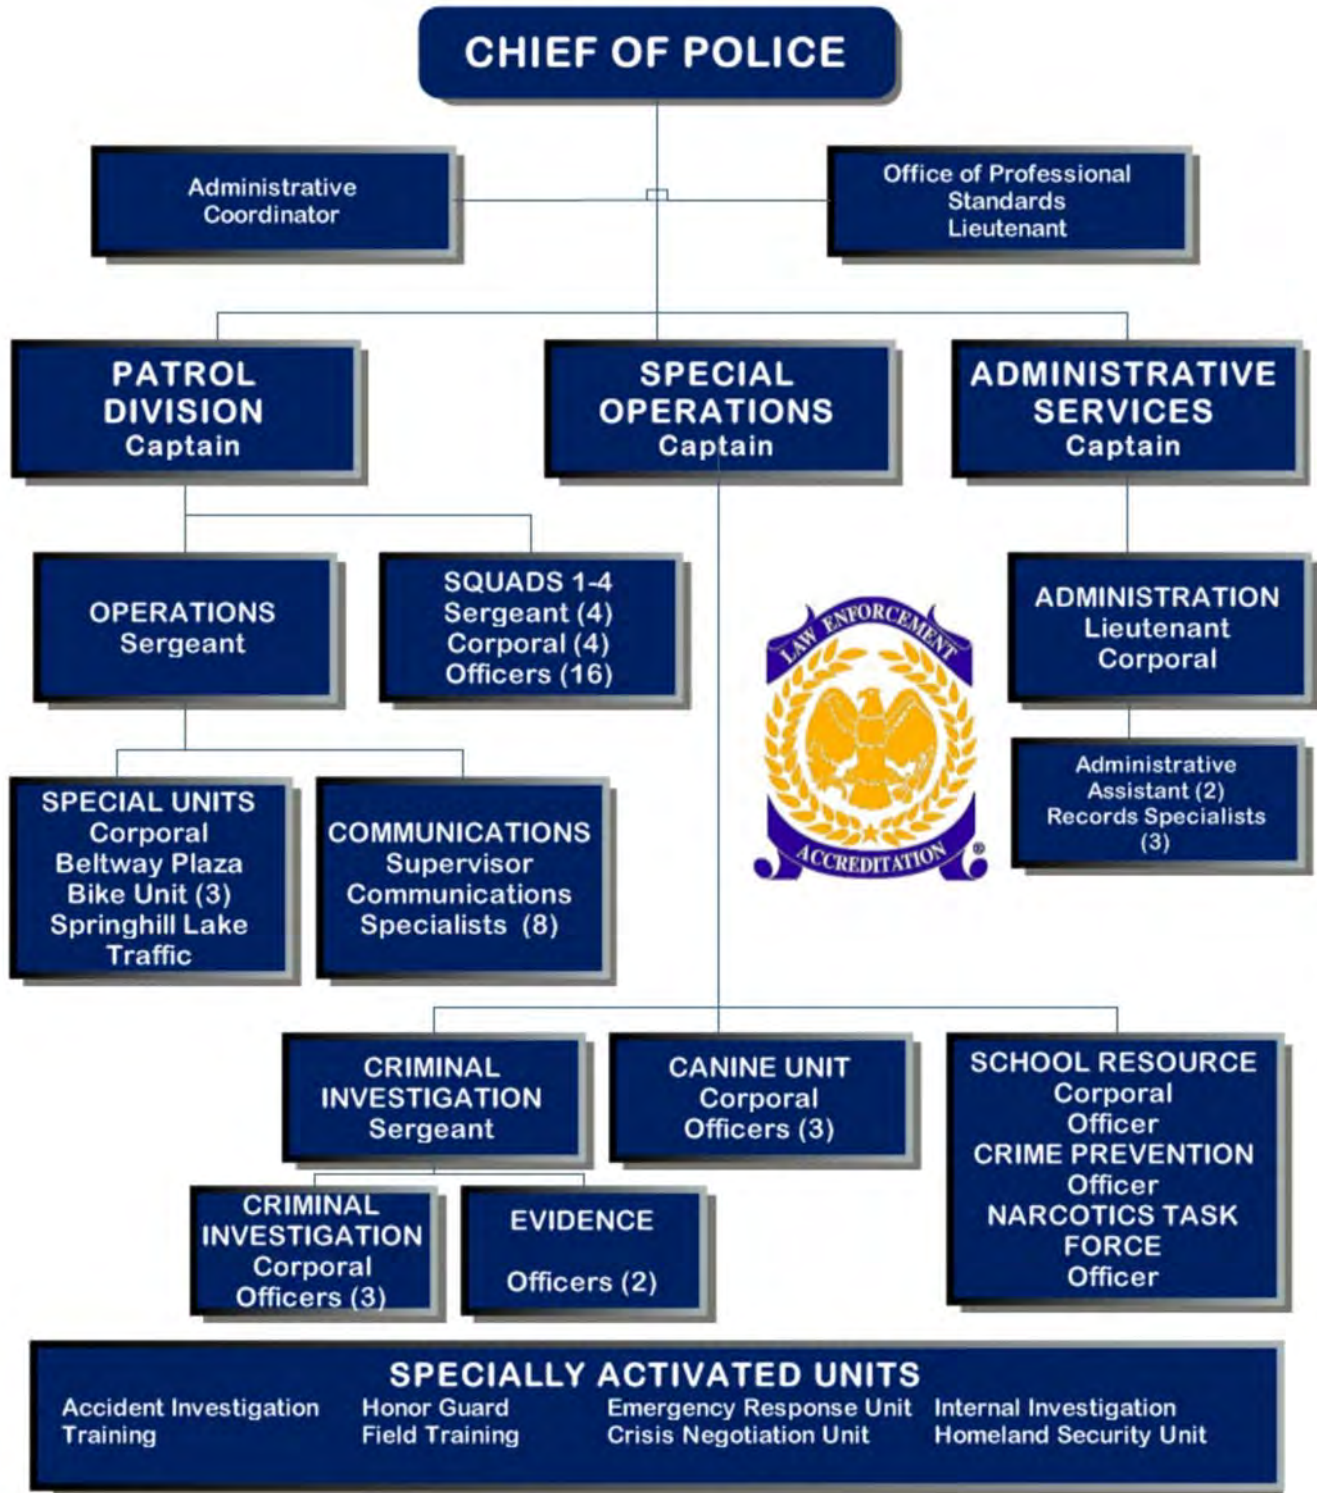 CHIEF OF POLICE
Administrative
Coordinator
Office of Professional
Standards
Lieutenant
PATROL
DIVISION
Captain
SPECIAL
OPERATIONS
Captain
ADMINISTRATIVE
SERVICES
Captain
OPERATIONS
Sergeant
SQUADS 1-4
Sergeant (4)
Corporal (4)
Officers (16)
LAW ENFORCEMENT
ACCREDITATION
®
ADMINISTRATION
Lieutenant
Corporal
Administrative
Assistant (2)
Records Specialists
(3)
SPECIAL UNITS
Corporal
Beltway Plaza
Bike Unit (3)
Springhill Lake
Traffic
COMMUNICATIONS
Supervisor
Communications
Specialists (8)
CRIMINAL
INVESTIGATION
Sergeant
CANINE UNIT
Corporal
Officers (3)
SCHOOL RESOURCE
Corporal
Officer
CRIME PREVENTION
Officer
NARCOTICS TASK
FORCE
Officer
CRIMINAL
INVESTIGATION
Corporal
Officers (3)
EVIDENCE
Officers (2)
SPECIALLY ACTIVATED UNITS
Accident Investigation Honor Guard Emergency Response Unit Internal Investigation
Training Field Training Crisis Negotiation Unit Homeland Security Unit